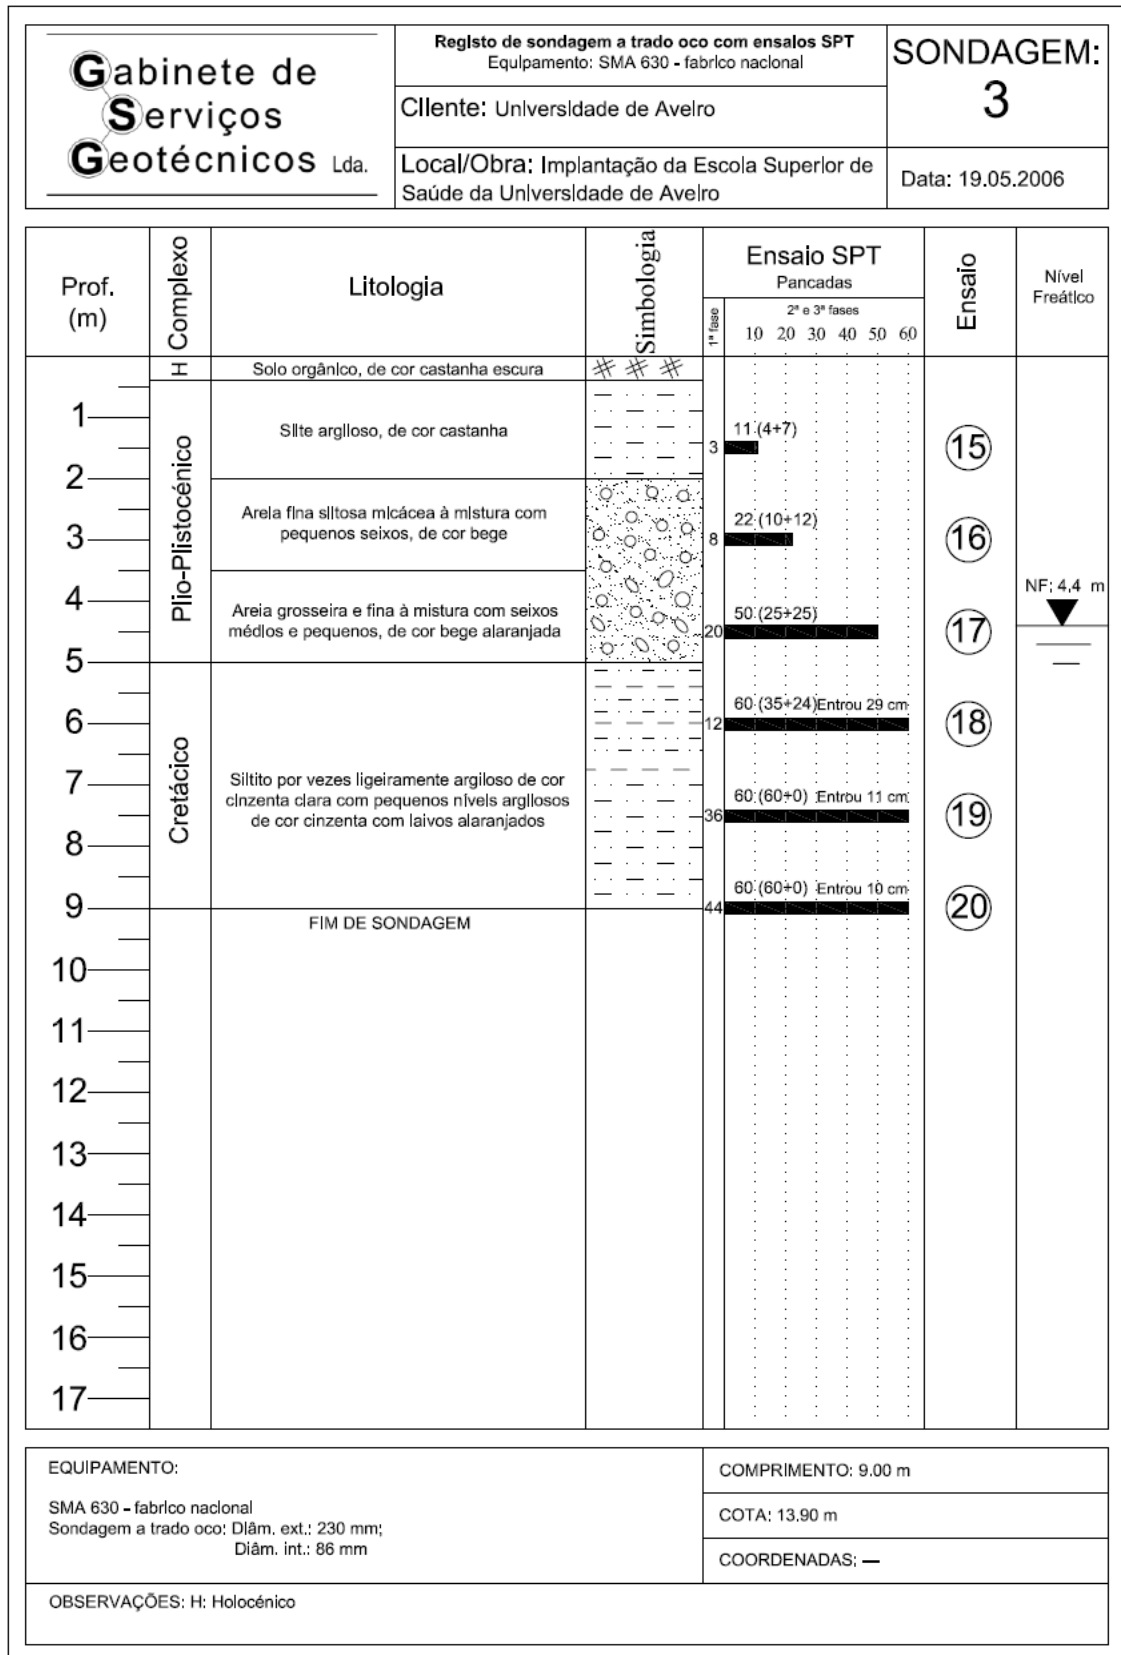 Gabinete de
Serviços
Geotécnicos Lda.
Registo de sondagem a trado oco com ensaios SPT
Equipamento: SMA 630 - fabrico nacional
Cliente: Universidade de Aveiro
Local/Obra: Implantação da Escola Superior de
Saúde da Universidade de Aveiro
SONDAGEM:
3
Data: 19.05.2006
Prof.
(m)
Complexo
Litologia
Simbologia
Ensaio SPT
Pancadas
1ª fase
2ª e 3ª fases
10 20 30 40 50 60
Ensaio
Nível
Freático
H
Solo orgânico, de cor castanha escura
1
Silte argiloso, de cor castanha
11 (4+7)
3
15
2
Plio-Plistocénico
Areia fina siltosa micácea à mistura com
pequenos seixos, de cor bege
22 (10+12)
3
8
16
4
NF: 4,4 m
Areia grosseira e fina à mistura com seixos
médios e pequenos, de cor bege alaranjada
50 (25+25)
20
17
5
60 (35+24) Entrou 29 cm
6
12
18
Cretácico
7
Siltito por vezes ligeiramente argiloso de cor
cinzenta clara com pequenos níveis argilosos
de cor cinzenta com laivos alaranjados
60 (60+0) Entrou 11 cm
36
19
8
60 (60+0) Entrou 10 cm
9
44
20
FIM DE SONDAGEM
10
11
12
13
14
15
16
17
EQUIPAMENTO:
SMA 630 - fabrico nacional
Sondagem a trado oco: Diâm. ext.: 230 mm;
Diâm. int.: 86 mm
COMPRIMENTO: 9.00 m
COTA: 13.90 m
COORDENADAS: —
OBSERVAÇÕES: H: Holocénico